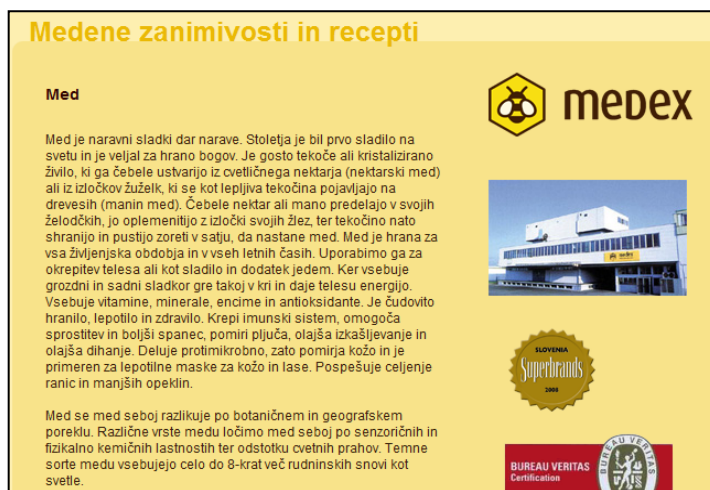 Medene zanimivosti in recepti
Med
Med je naravni sladki dar narave. Stoletja je bil prvo sladilo na
svetu in je veljal za hrano bogov. Je gosto tekoče ali kristalizirano
živilo, ki ga čebele ustvarijo iz cvetličnega nektarja (nektarski med)
ali iz izločkov žuželk, ki se kot lepljiva tekočina pojavljajo na
drevesih (manin med). Čebele nektar ali mano predelajo v svojih
želodčkih, jo oplemenitijo z izločki svojih žlez, ter tekočino nato
shranijo in pustijo zoreti v satju, da nastane med. Med je hrana za
vsa življenjska obdobja in v vseh letnih časih. Uporabimo ga za
okrepitev telesa ali kot sladilo in dodatek jedem. Ker vsebuje
grozdni in sadni sladkor gre takoj v kri in daje telesu energijo.
Vsebuje vitamine, minerale, encime in antioksidante. Je čudovito
hranilo, lepotilo in zdravilo. Krepi imunski sistem, omogoča
sprostitev in boljši spanec, pomiri pljuča, olajša izkašljevanje in
olajša dihanje. Deluje protimikrobno, zato pomirja kožo in je
primeren za lepotilne maske za kožo in lase. Pospešuje celjenje
ranic in manjših opeklin.
Med se med seboj razlikuje po botaničnem in geografskem
poreklu. Različne vrste medu ločimo med seboj po senzoričnih in
fizikalno kemičnih lastnostih ter odstotku cvetnih prahov. Temne
sorte medu vsebujejo celo do 8-krat več rudninskih snovi kot
svetle.
medex
medex
SLOVENIA
Superbrands
2008
BUREAU VERITAS
Certification
BUREAU VERITAS